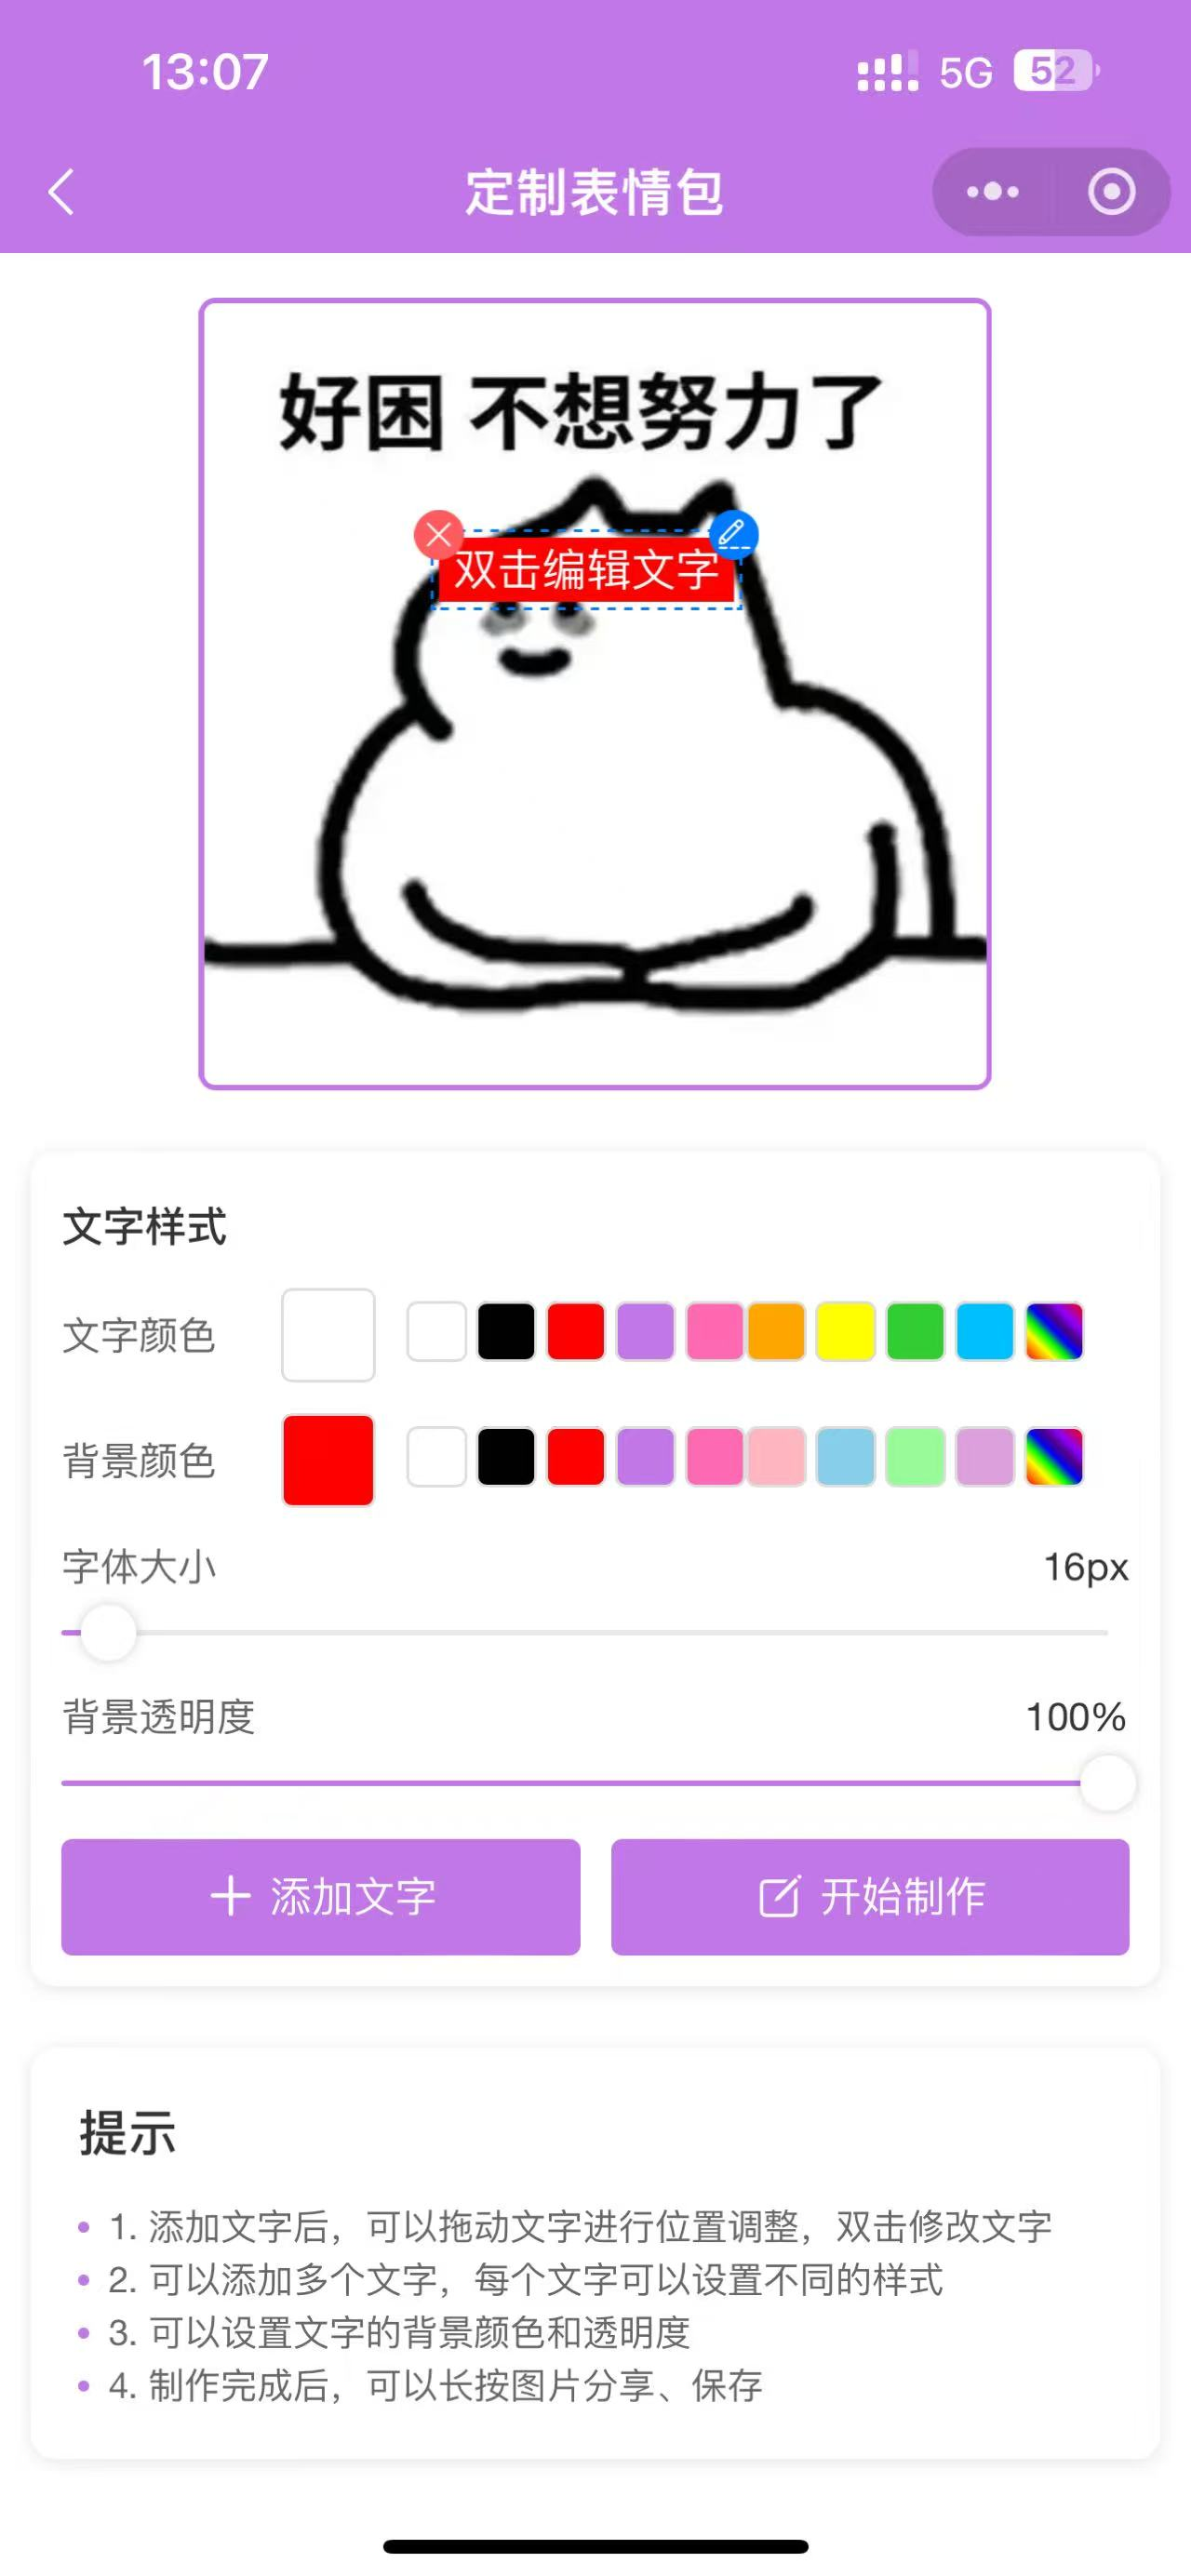 13:07 5G 52
定制表情包
好困 不想努力了
双击编辑文字
文字样式
文字颜色
背景颜色
字体大小 16px
背景透明度 100%
添加文字 开始制作
提示
1. 添加文字后，可以拖动文字进行位置调整，双击修改文字
2. 可以添加多个文字，每个文字可以设置不同的样式
3. 可以设置文字的背景颜色和透明度
4. 制作完成后，可以长按图片分享、保存